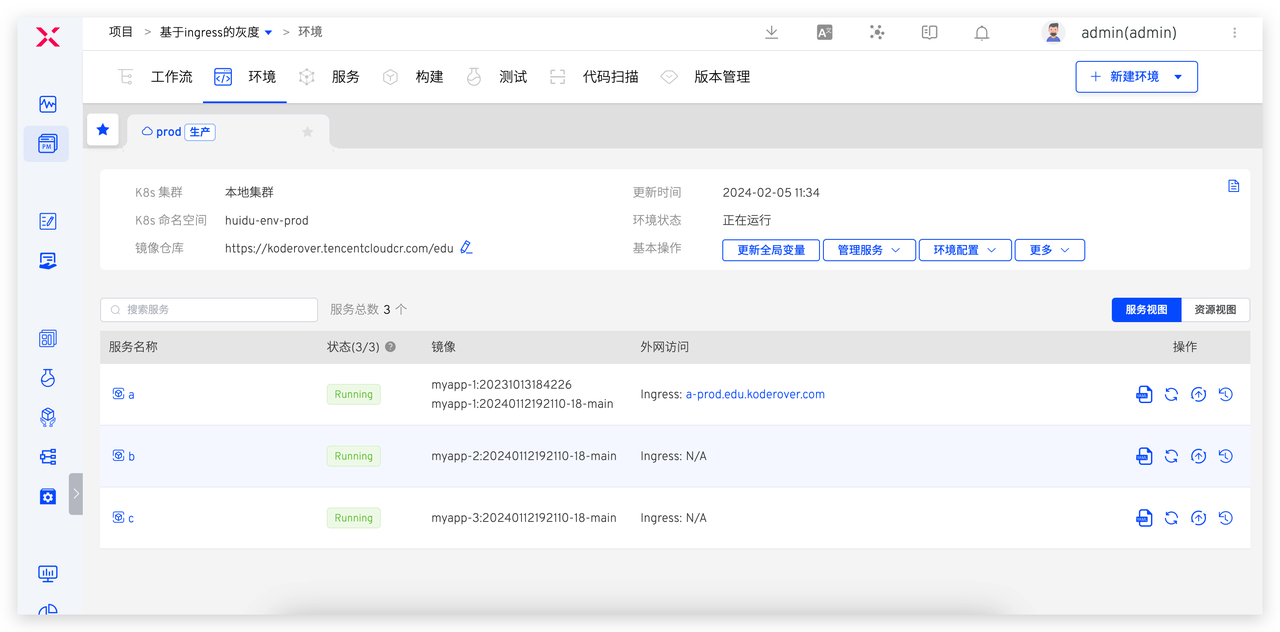 项目 > 基于ingress的灰度 > 环境
admin(admin)
工作流 环境 服务 构建 测试 代码扫描 版本管理
新建环境
prod 生产
K8s 集群 本地集群
K8s 命名空间 huidu-env-prod
镜像仓库 https://koderover.tencentcloudcr.com/edu
更新时间 2024-02-05 11:34
环境状态 正在运行
基本操作 更新全局变量 管理服务 环境配置 更多
搜索服务 服务总数 3 个
服务视图 资源视图
服务名称 状态(3/3) 镜像 外网访问 操作
a Running myapp-1:20231013184226
myapp-1:20240112192110-18-main Ingress: a-prod.edu.koderover.com
b Running myapp-2:20240112192110-18-main Ingress: N/A
c Running myapp-3:20240112192110-18-main Ingress: N/A